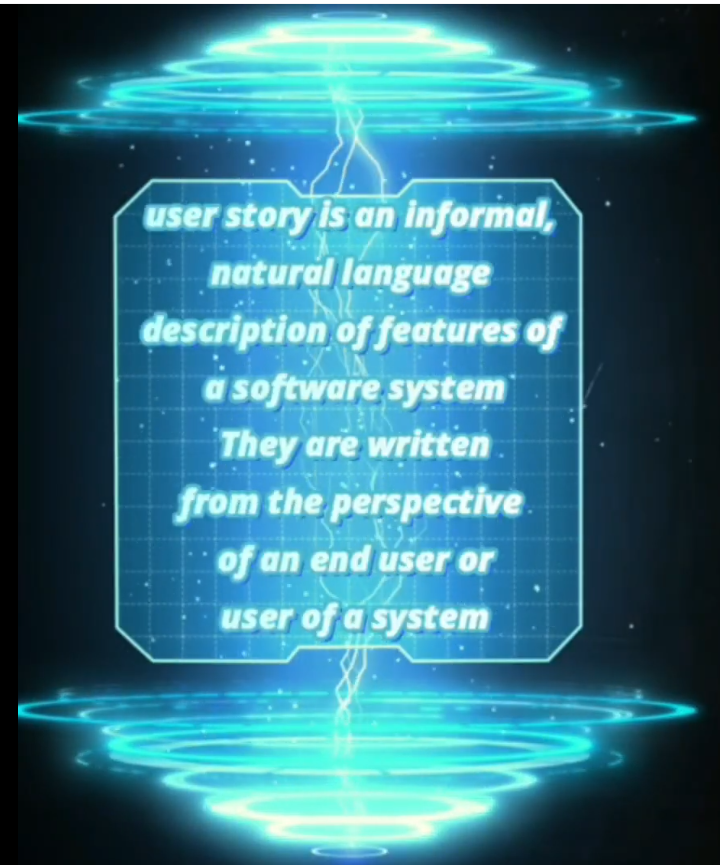 user story is an informal,
natural language
description of features of
a software system
They are written
from the perspective
of an end user or
user of a system